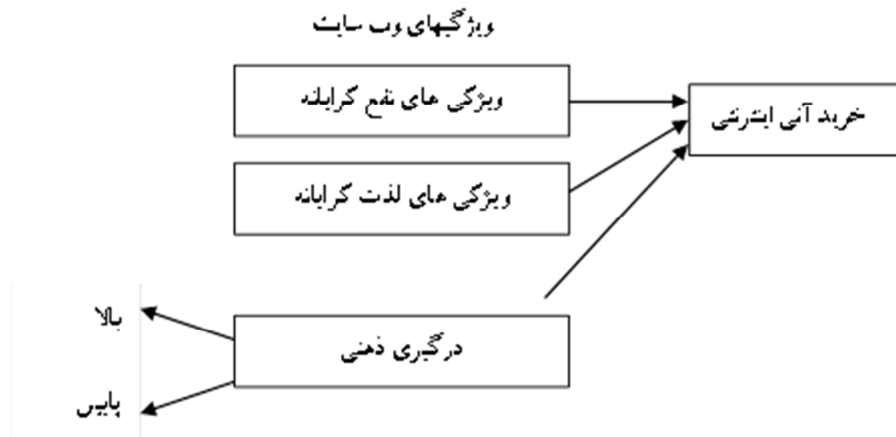 ویژگیهای وب سایت
ویژگی های نفع گرایانه
خرید آنی اینترنتی
ویژگی های لذت گرایانه
بالا
درگیری ذهنی
پایین